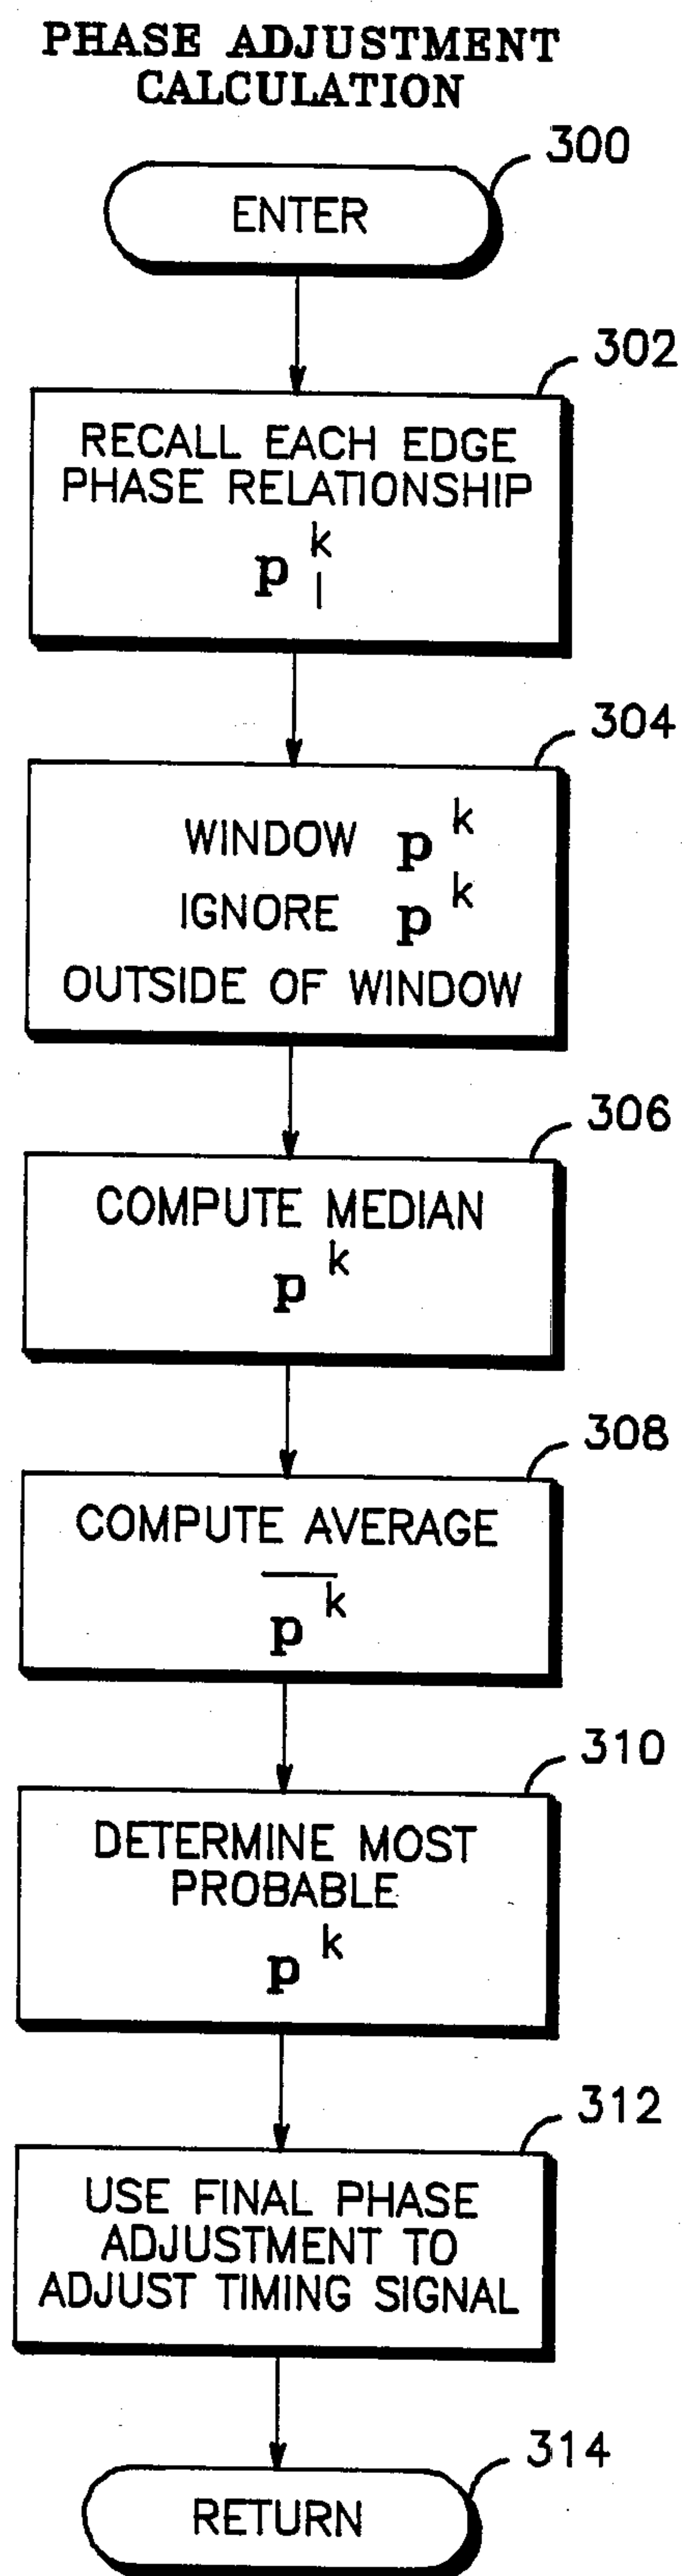 PHASE ADJUSTMENT
CALCULATION
300
ENTER
302
RECALL EACH EDGE
PHASE RELATIONSHIP
p k l
304
WINDOW p k
IGNORE p k
OUTSIDE OF WINDOW
306
COMPUTE MEDIAN
p k
308
COMPUTE AVERAGE
p k
310
DETERMINE MOST
PROBABLE
p k
312
USE FINAL PHASE
ADJUSTMENT TO
ADJUST TIMING SIGNAL
314
RETURN